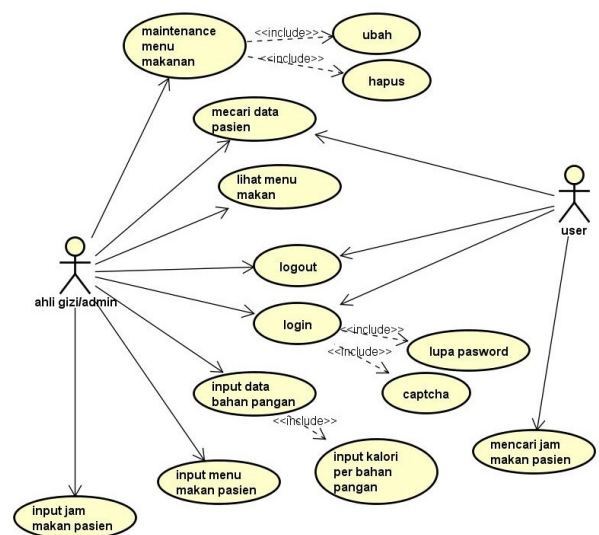 maintenance
menu
makanan
<<include>>
ubah
<<include>>
hapus
mecari data
pasien
lihat menu
makan
user
ahli gizi/admin
logout
login
<<include>>
lupa pasword
<<include>>
captcha
input data
bahan pangan
<<include>>
input kalori
per bahan
pangan
mencari jam
makan pasien
input menu
makan pasien
input jam
makan pasien